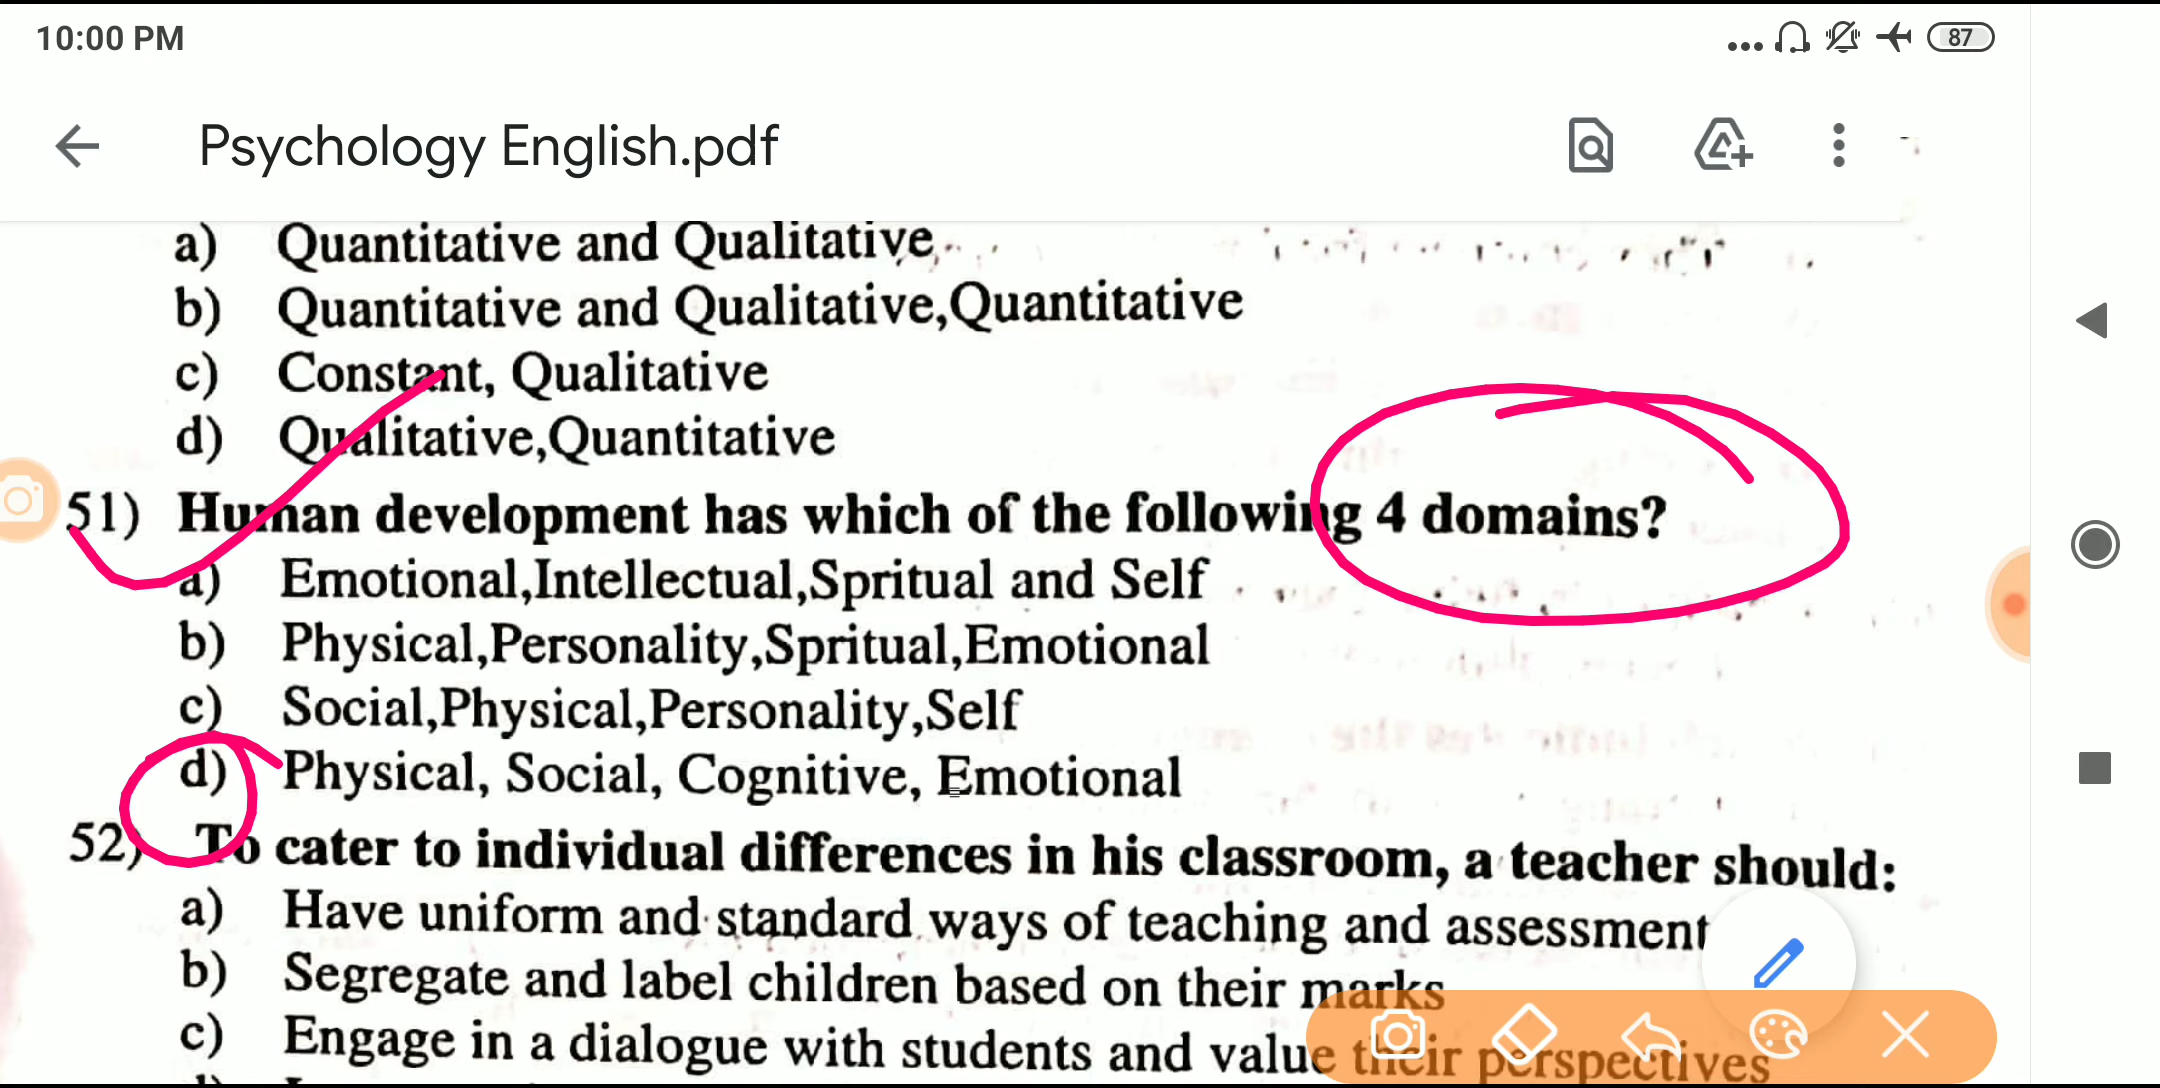 10:00 PM
87
Psychology English.pdf
a) Quantitative and Qualitative
b) Quantitative and Qualitative,Quantitative
c) Constant, Qualitative
d) Qualitative,Quantitative
51) Human development has which of the following 4 domains?
a) Emotional,Intellectual,Spritual and Self
b) Physical,Personality,Spritual,Emotional
c) Social,Physical,Personality,Self
d) Physical, Social, Cognitive, Emotional
52) To cater to individual differences in his classroom, a teacher should:
a) Have uniform and standard ways of teaching and assessment
b) Segregate and label children based on their marks
c) Engage in a dialogue with students and value their perspectives